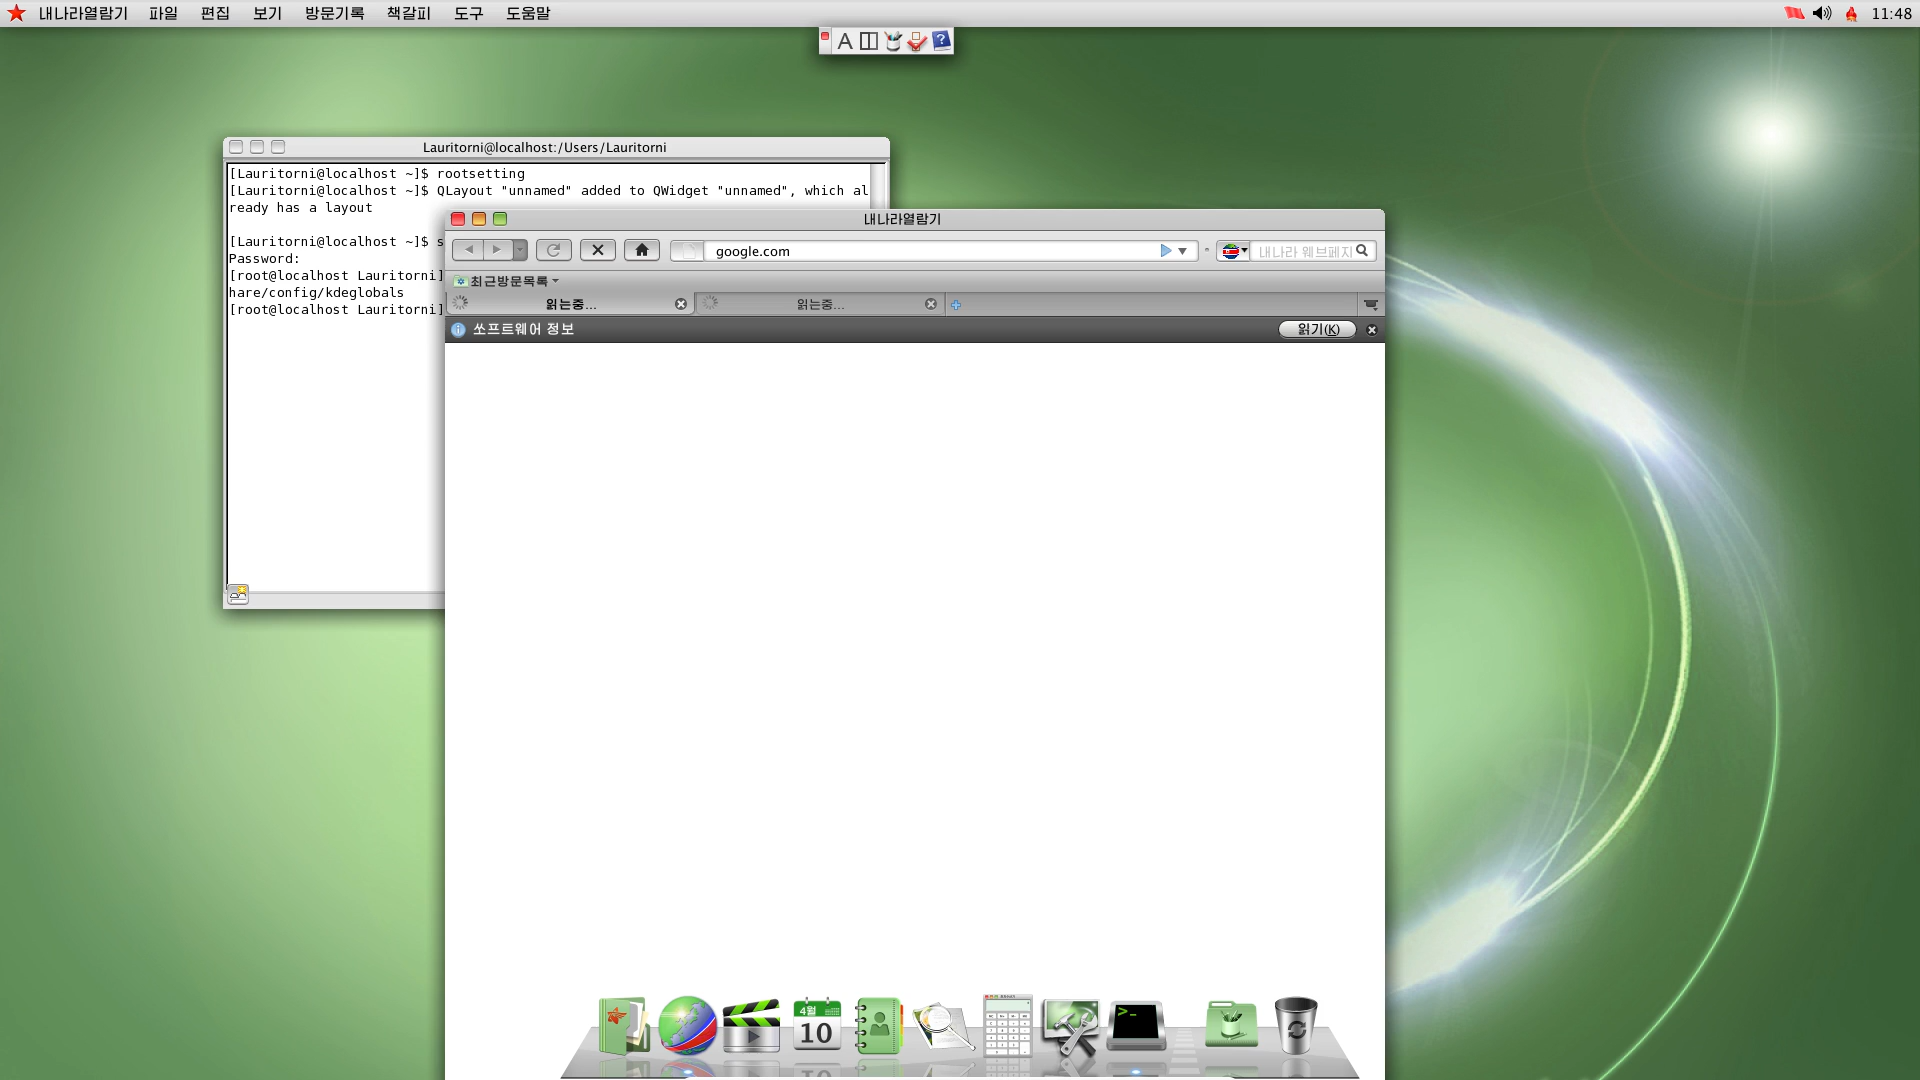 내나라열람기 파일 편집 보기 방문기록 책갈피 도구 도움말 11:48
Lauritorni@localhost:/Users/Lauritorni
[Lauritorni@localhost ~]$ rootsetting
[Lauritorni@localhost ~]$ QLayout "unnamed" added to QWidget "unnamed", which al
ready has a layout
[Lauritorni@localhost ~]$ s
Password:
[root@localhost Lauritorni]
hare/config/kdeglobals
[root@localhost Lauritorni]
내나라열람기
google.com 내나라 웨브페지
최근방문목록
읽는중... 읽는중...
쏘프트웨어 정보 읽기(K)
4월
10